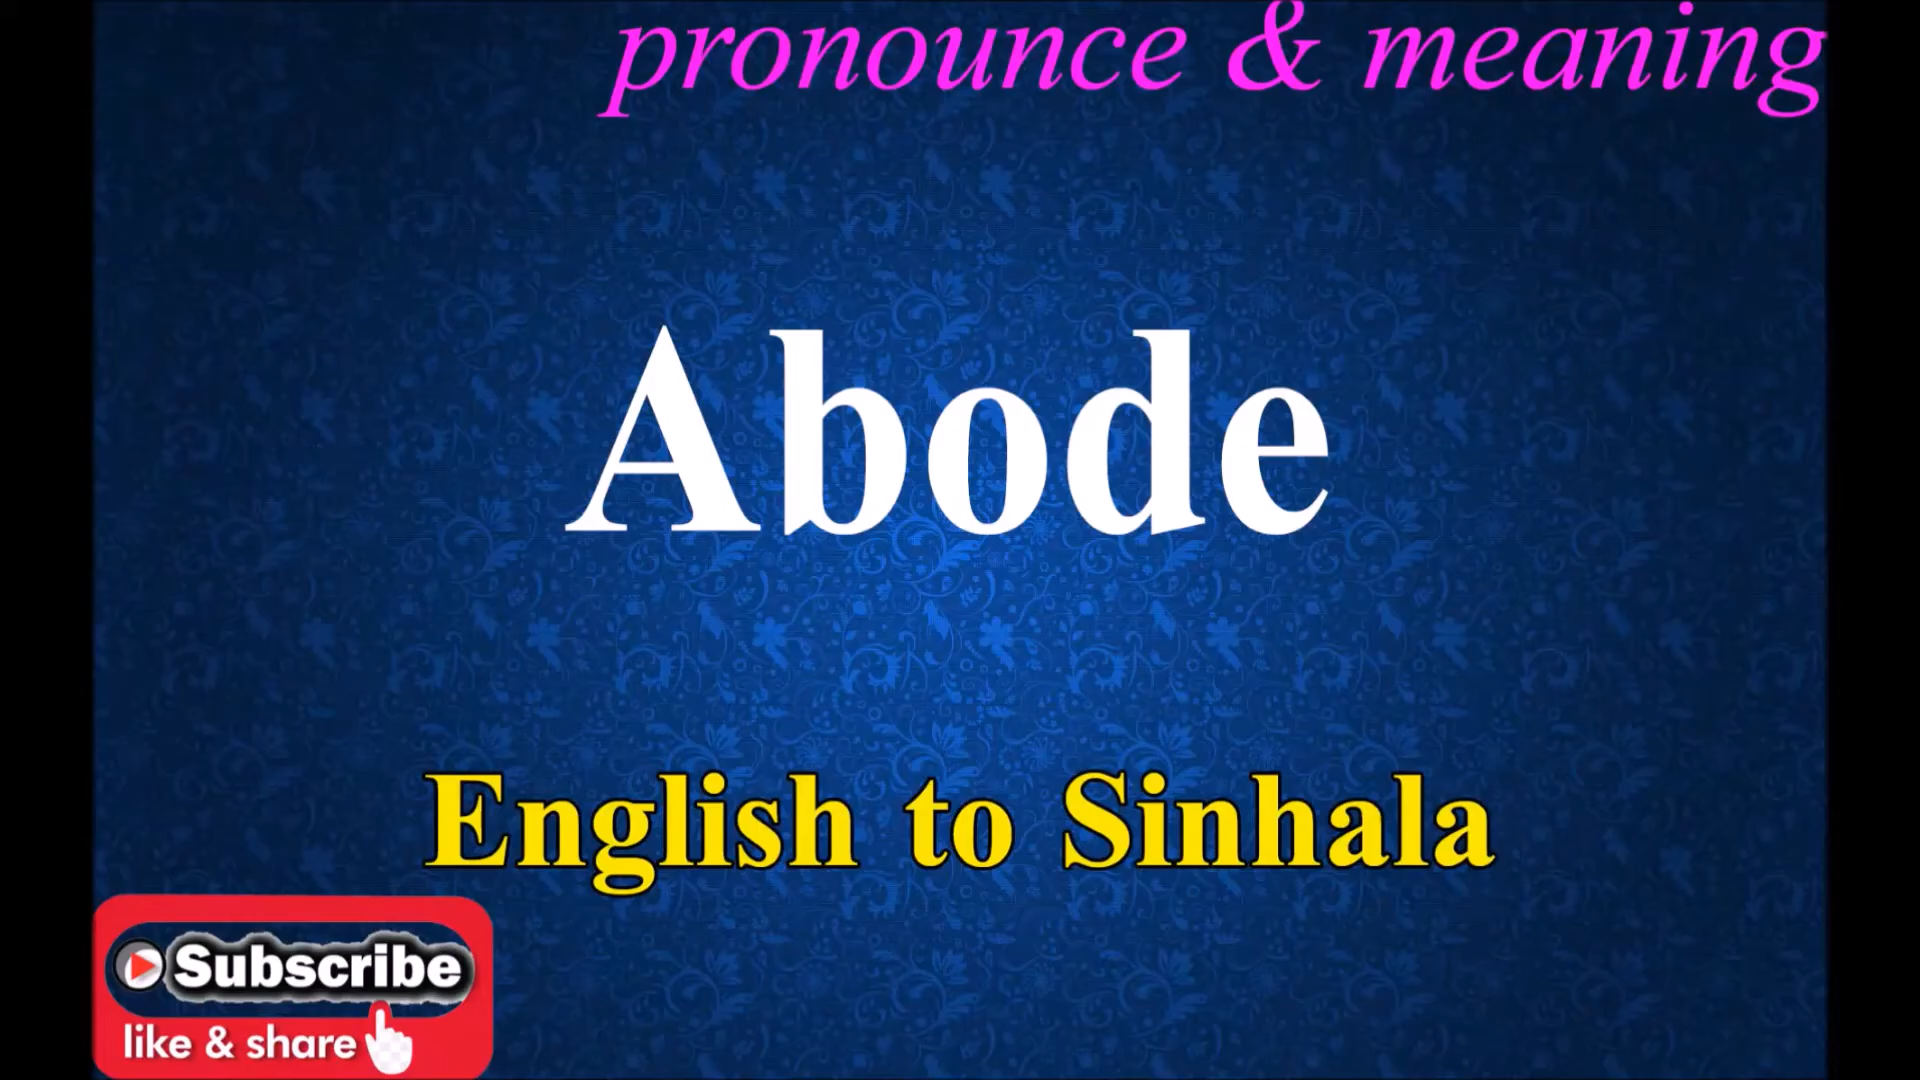 pronounce & meaning
Abode
English to Sinhala
Subscribe
like & share